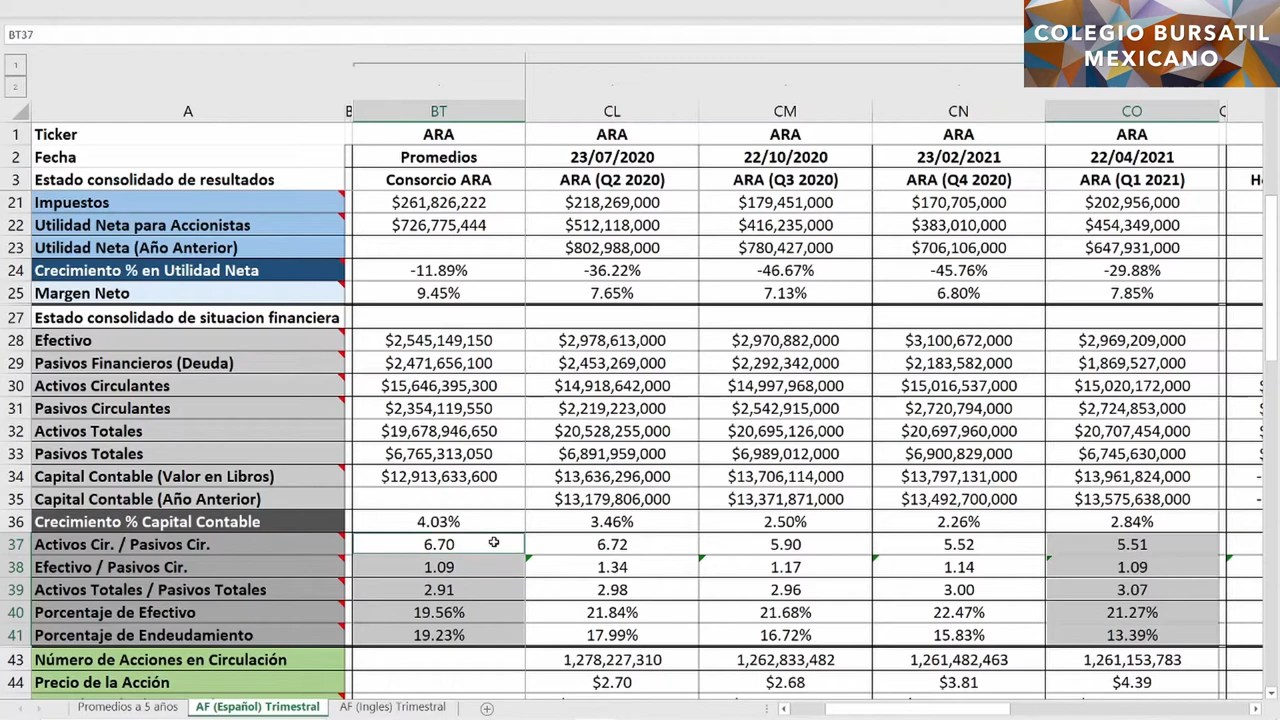 BT37
COLEGIO BURSATIL
MEXICANO
1
2
A B BT CL CM CN CO C
1 Ticker ARA ARA ARA ARA ARA
2 Fecha Promedios 23/07/2020 22/10/2020 23/02/2021 22/04/2021
3 Estado consolidado de resultados Consorcio ARA ARA (Q2 2020) ARA (Q3 2020) ARA (Q4 2020) ARA (Q1 2021)
21 Impuestos $261,826,222 $218,269,000 $179,451,000 $170,705,000 $202,956,000
22 Utilidad Neta para Accionistas $726,775,444 $512,118,000 $416,235,000 $383,010,000 $454,349,000
23 Utilidad Neta (Año Anterior) $802,988,000 $780,427,000 $706,106,000 $647,931,000
24 Crecimiento % en Utilidad Neta -11.89% -36.22% -46.67% -45.76% -29.88%
25 Margen Neto 9.45% 7.65% 7.13% 6.80% 7.85%
27 Estado consolidado de situacion financiera
28 Efectivo $2,545,149,150 $2,978,613,000 $2,970,882,000 $3,100,672,000 $2,969,209,000
29 Pasivos Financieros (Deuda) $2,471,656,100 $2,453,269,000 $2,292,342,000 $2,183,582,000 $1,869,527,000
30 Activos Circulantes $15,646,395,300 $14,918,642,000 $14,997,968,000 $15,016,537,000 $15,020,172,000
31 Pasivos Circulantes $2,354,119,550 $2,219,223,000 $2,542,915,000 $2,720,794,000 $2,724,853,000
32 Activos Totales $19,678,946,650 $20,528,255,000 $20,695,126,000 $20,697,960,000 $20,707,454,000
33 Pasivos Totales $6,765,313,050 $6,891,959,000 $6,989,012,000 $6,900,829,000 $6,745,630,000
34 Capital Contable (Valor en Libros) $12,913,633,600 $13,636,296,000 $13,706,114,000 $13,797,131,000 $13,961,824,000
35 Capital Contable (Año Anterior) $13,179,806,000 $13,371,871,000 $13,492,700,000 $13,575,638,000
36 Crecimiento % Capital Contable 4.03% 3.46% 2.50% 2.26% 2.84%
37 Activos Cir. / Pasivos Cir. 6.70 6.72 5.90 5.52 5.51
38 Efectivo / Pasivos Cir. 1.09 1.34 1.17 1.14 1.09
39 Activos Totales / Pasivos Totales 2.91 2.98 2.96 3.00 3.07
40 Porcentaje de Efectivo 19.56% 21.84% 21.68% 22.47% 21.27%
41 Porcentaje de Endeudamiento 19.23% 17.99% 16.72% 15.83% 13.39%
43 Número de Acciones en Circulación 1,278,227,310 1,262,833,482 1,261,482,463 1,261,153,783
44 Precio de la Acción $2.70 $2.68 $3.81 $4.39
Promedios a 5 años AF (Español) Trimestral AF (Ingles) Trimestral